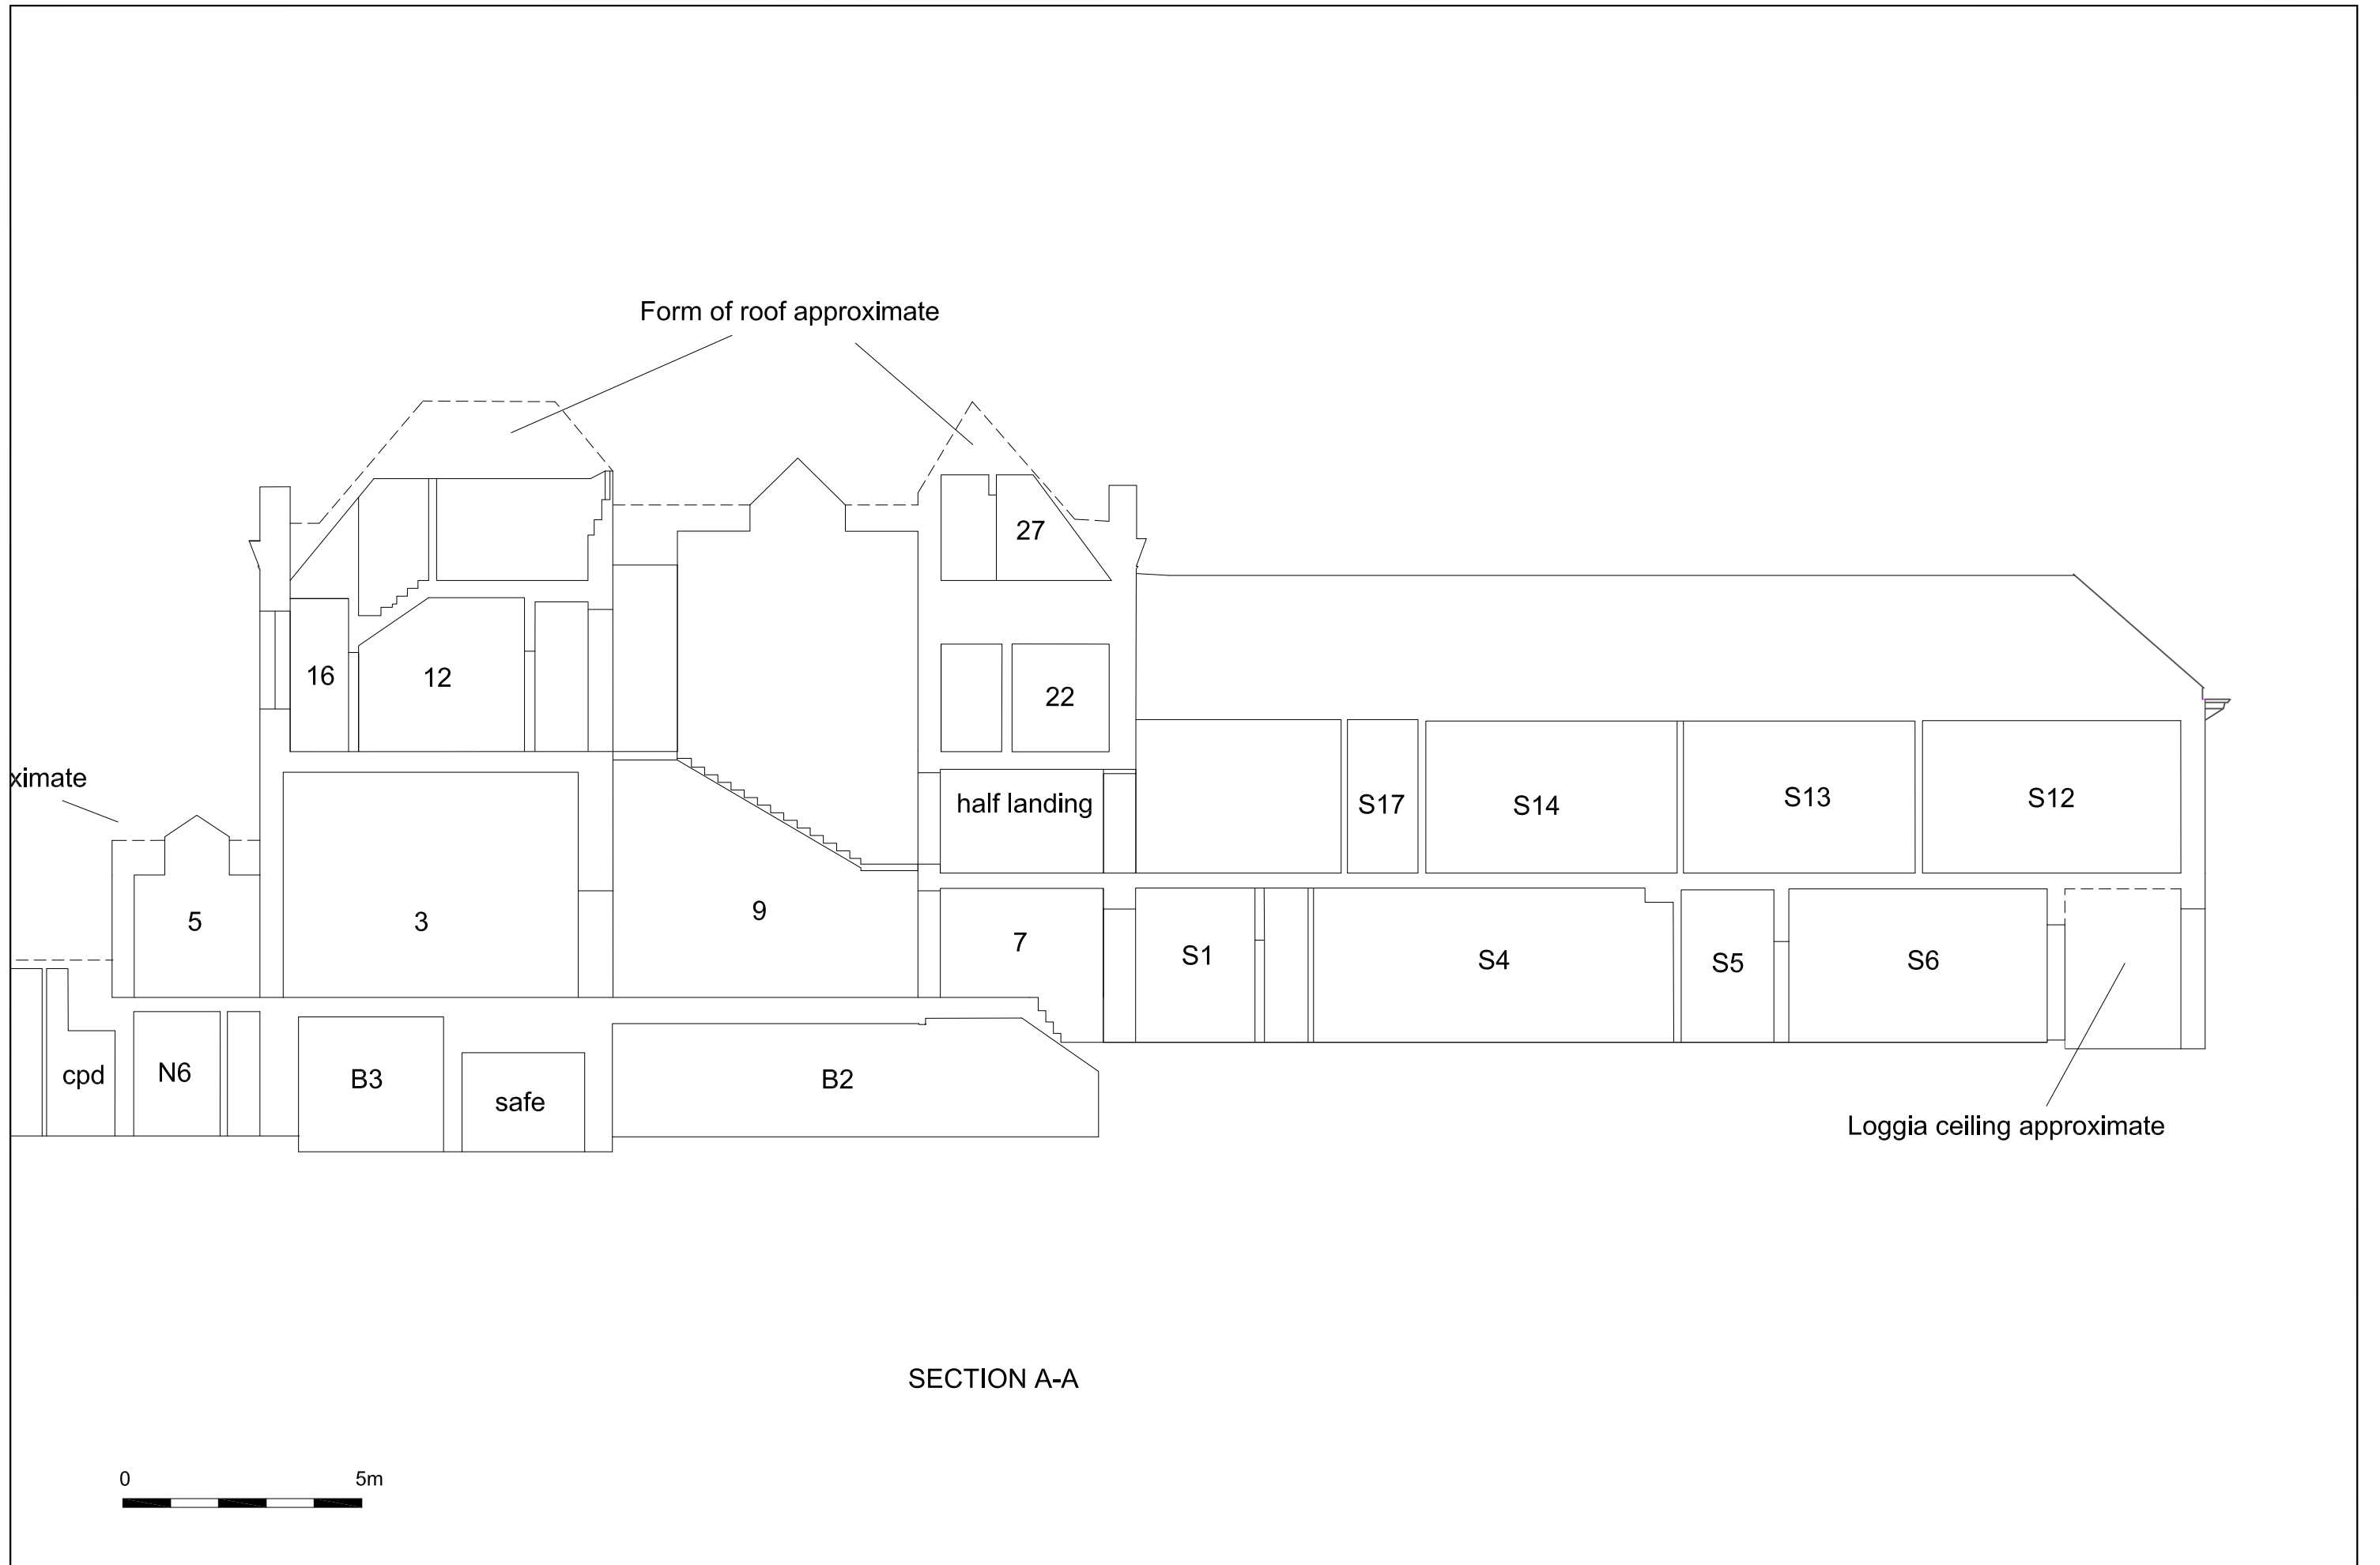 Form of roof approximate
27
16
12
22
ximate
half landing
S17
S14
S13
S12
5
3
9
7
S1
S4
S5
S6
cpd
N6
B3
safe
B2
Loggia ceiling approximate
SECTION A-A
0
5m